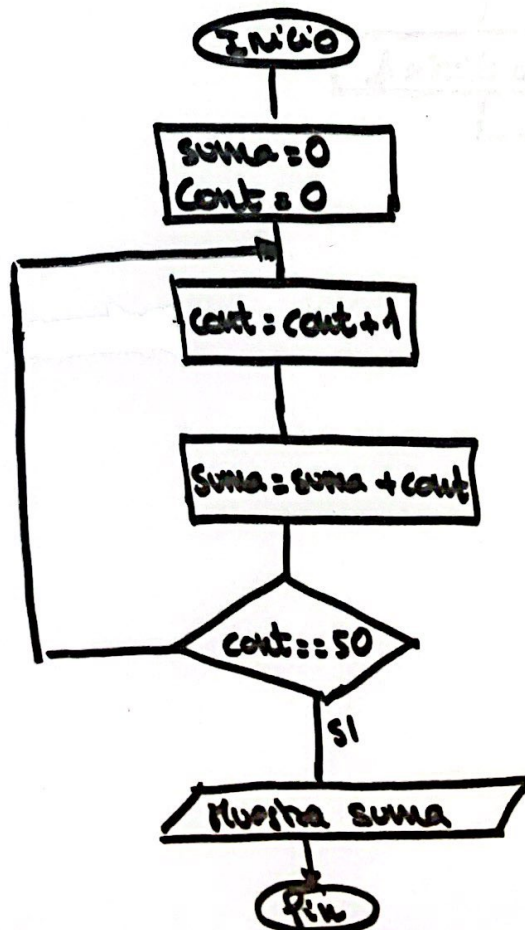 Inicio
suma = 0
Cont = 0
cont = cont + 1
suma = suma + cont
cont == 50
SI
Muestra suma
fin